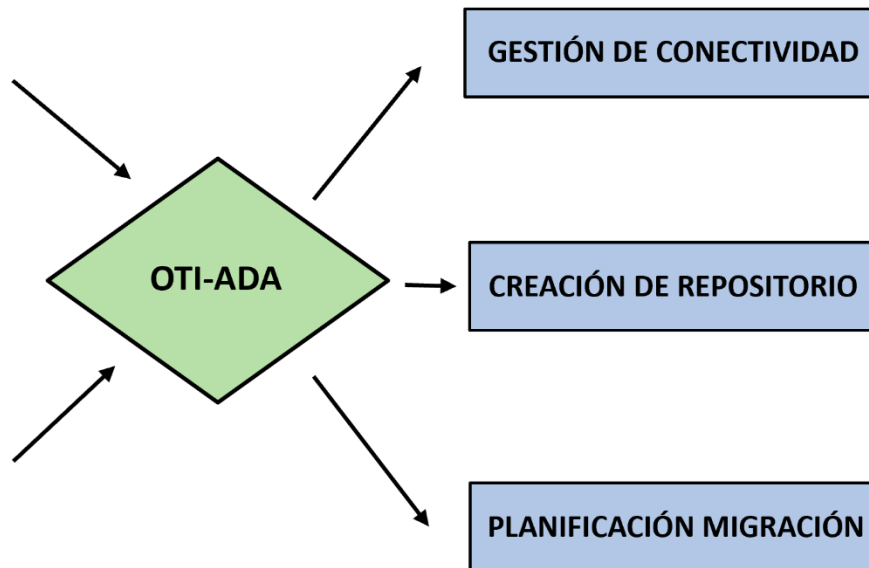 GESTIÓN DE CONECTIVIDAD
OTI-ADA
CREACIÓN DE REPOSITORIO
PLANIFICACIÓN MIGRACIÓN